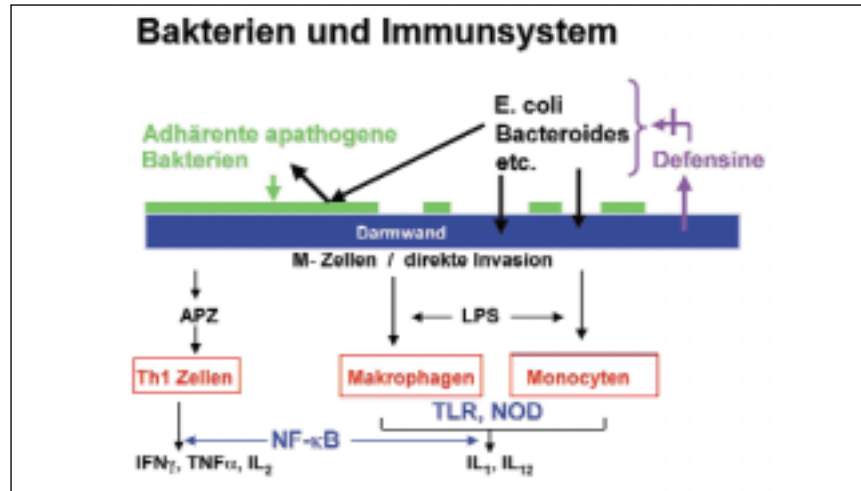 Bakterien und Immunsystem
E. coli
Bacteroides
etc.
Adhärente apathogene
Bakterien
Defensine
Darmwand
M- Zellen / direkte Invasion
APZ
LPS
Th1 Zellen
Makrophagen
Monocyten
TLR, NOD
NF-κB
IFNγ, TNFα, IL₂
IL₁, IL₁₂